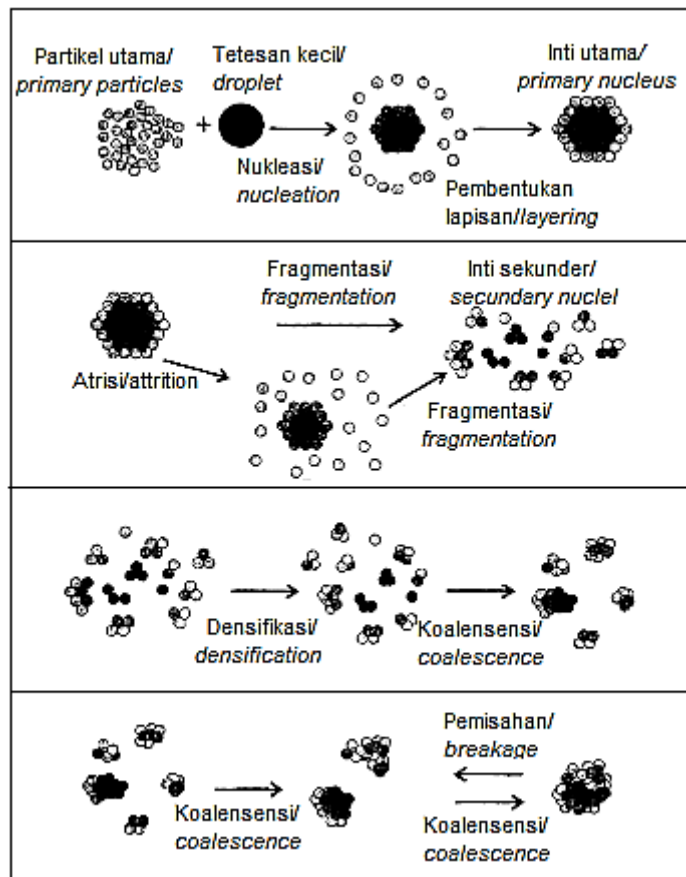 Partikel utama/
primary particles
Tetesan kecil/
droplet
Inti utama/
primary nucleus
+
Nukleasi/
nucleation
Pembentukan
lapisan/layering
Fragmentasi/
fragmentation
Inti sekunder/
secundary nuclel
Atrisi/attrition
Fragmentasi/
fragmentation
Densifikasi/
densification
Koalensensi/
coalescence
Pemisahan/
breakage
Koalensensi/
coalescence
Koalensensi/
coalescence